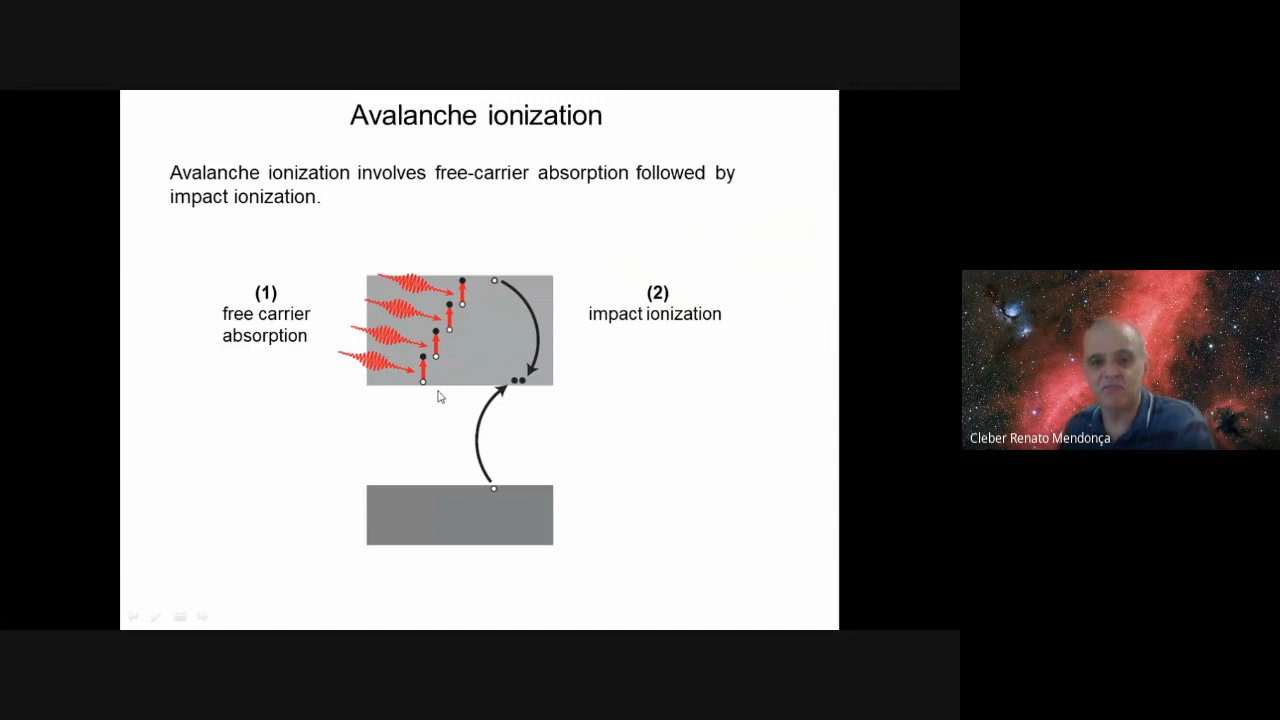 Avalanche ionization
Avalanche ionization involves free-carrier absorption followed by
impact ionization.
(1)
free carrier
absorption
(2)
impact ionization
Cleber Renato Mendonça